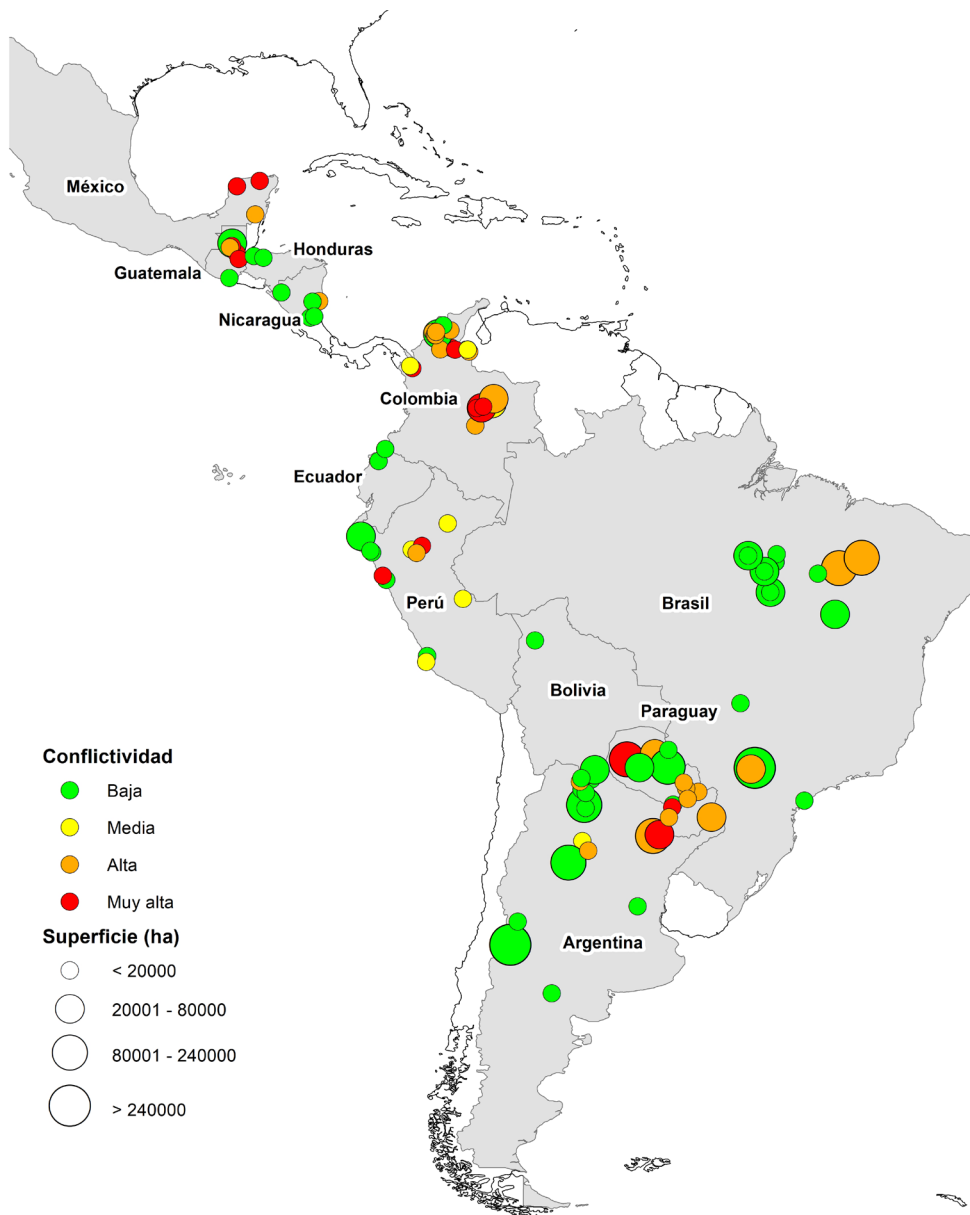 México
Honduras
Guatemala
Nicaragua
Colombia
Ecuador
Perú
Brasil
Bolivia
Paraguay
Argentina
Conflictividad
Baja
Media
Alta
Muy alta
Superficie (ha)
< 20000
20001 - 80000
80001 - 240000
> 240000